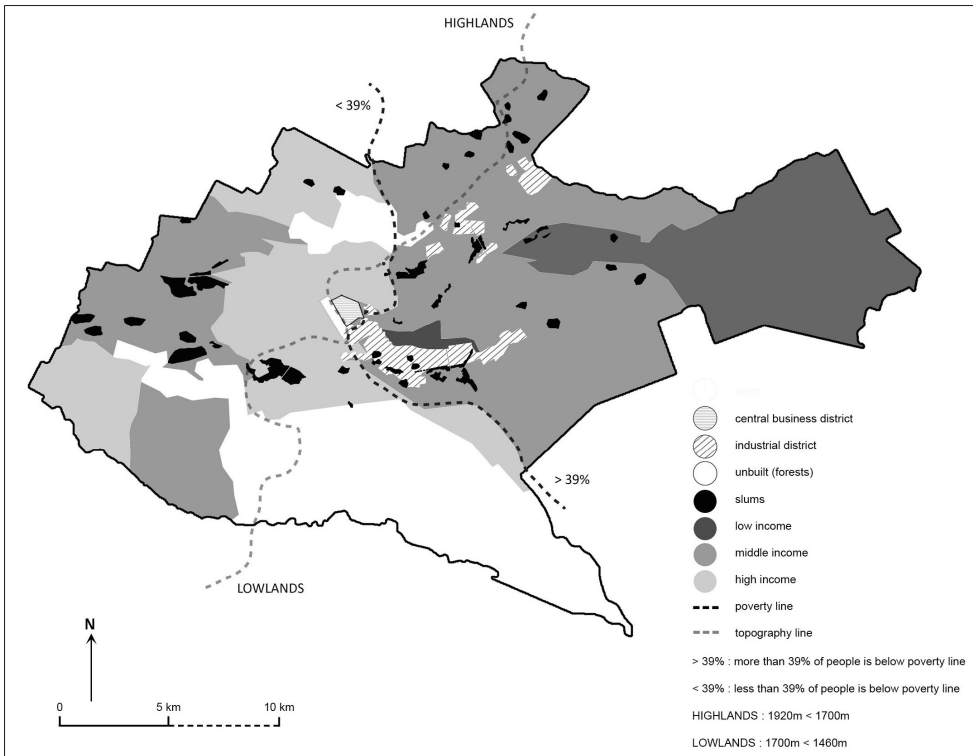 HIGHLANDS
< 39%
> 39%
LOWLANDS
N
0 5 km 10 km
central business district
industrial district
unbuilt (forests)
slums
low income
middle income
high income
poverty line
topography line
> 39% : more than 39% of people is below poverty line
< 39% : less than 39% of people is below poverty line
HIGHLANDS : 1920m < 1700m
LOWLANDS : 1700m < 1460m